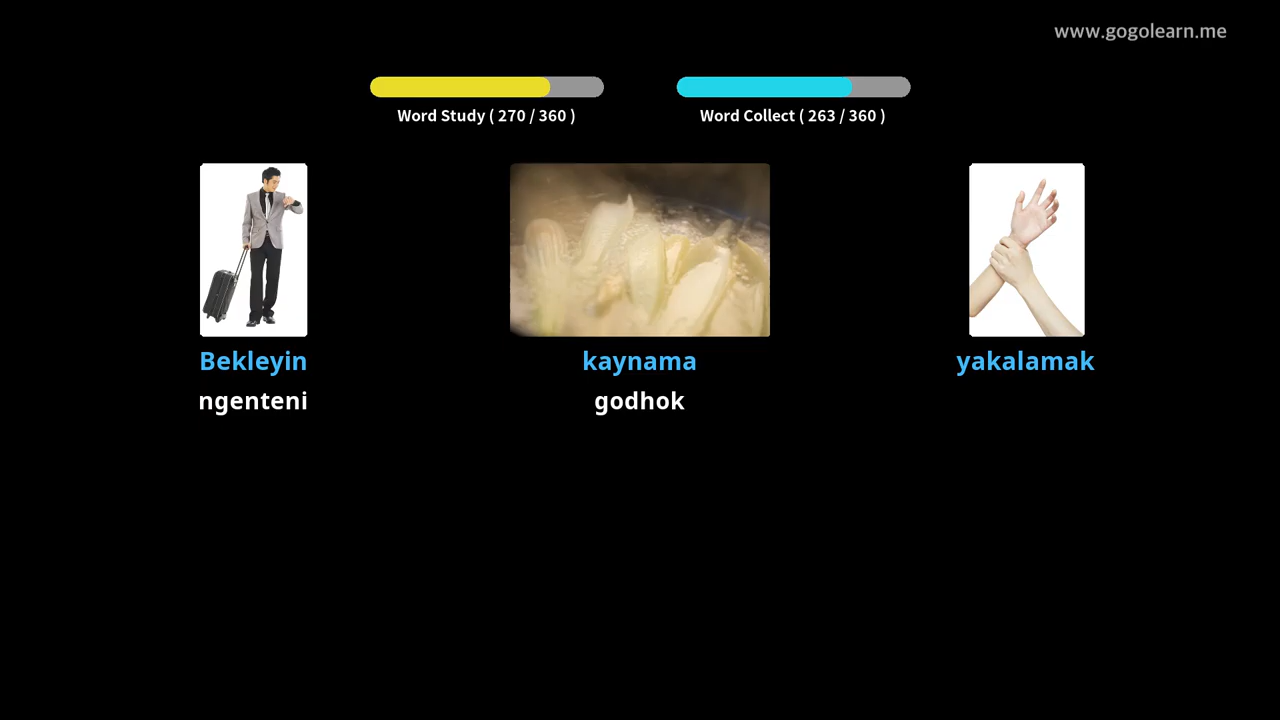 www.gogolearn.me
Word Study ( 270 / 360 )
Word Collect ( 263 / 360 )
Bekleyin
ngenteni
kaynama
godhok
yakalamak